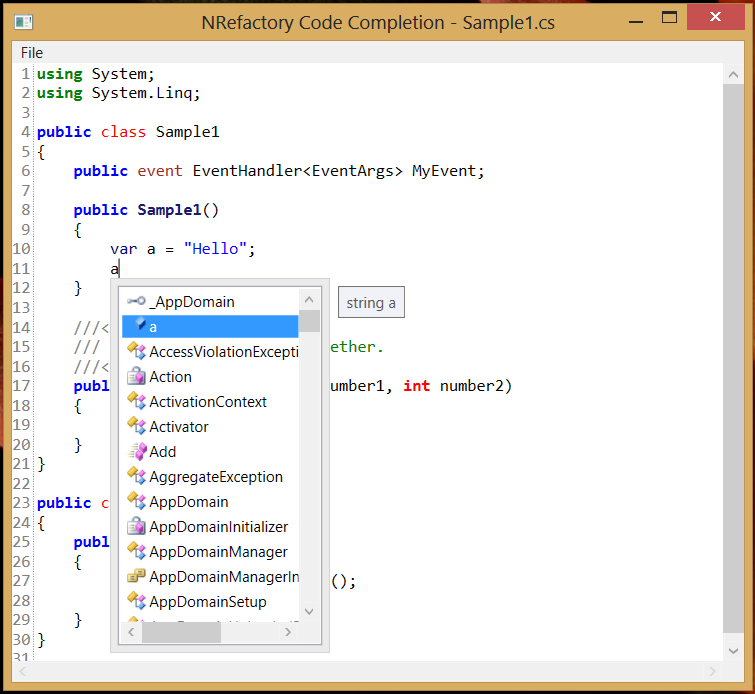 NRefactory Code Completion - Sample1.cs
File
1 using System;
2 using System.Linq;
3
4 public class Sample1
5 {
6 public event EventHandler<EventArgs> MyEvent;
7
8 public Sample1()
9 {
10 var a = "Hello";
11 a
12 }
13
14 ///<
15 /// ether.
16 ///<
17 publ umber1, int number2)
18 {
19
20 }
21 }
22
23 public c
24 {
25 publ
26 {
27 ();
28
29 }
30 }
31
_AppDomain
a
string a
AccessViolationExcepti
Action
ActivationContext
Activator
Add
AggregateException
AppDomain
AppDomainInitializer
AppDomainManager
AppDomainManagerIn
AppDomainSetup